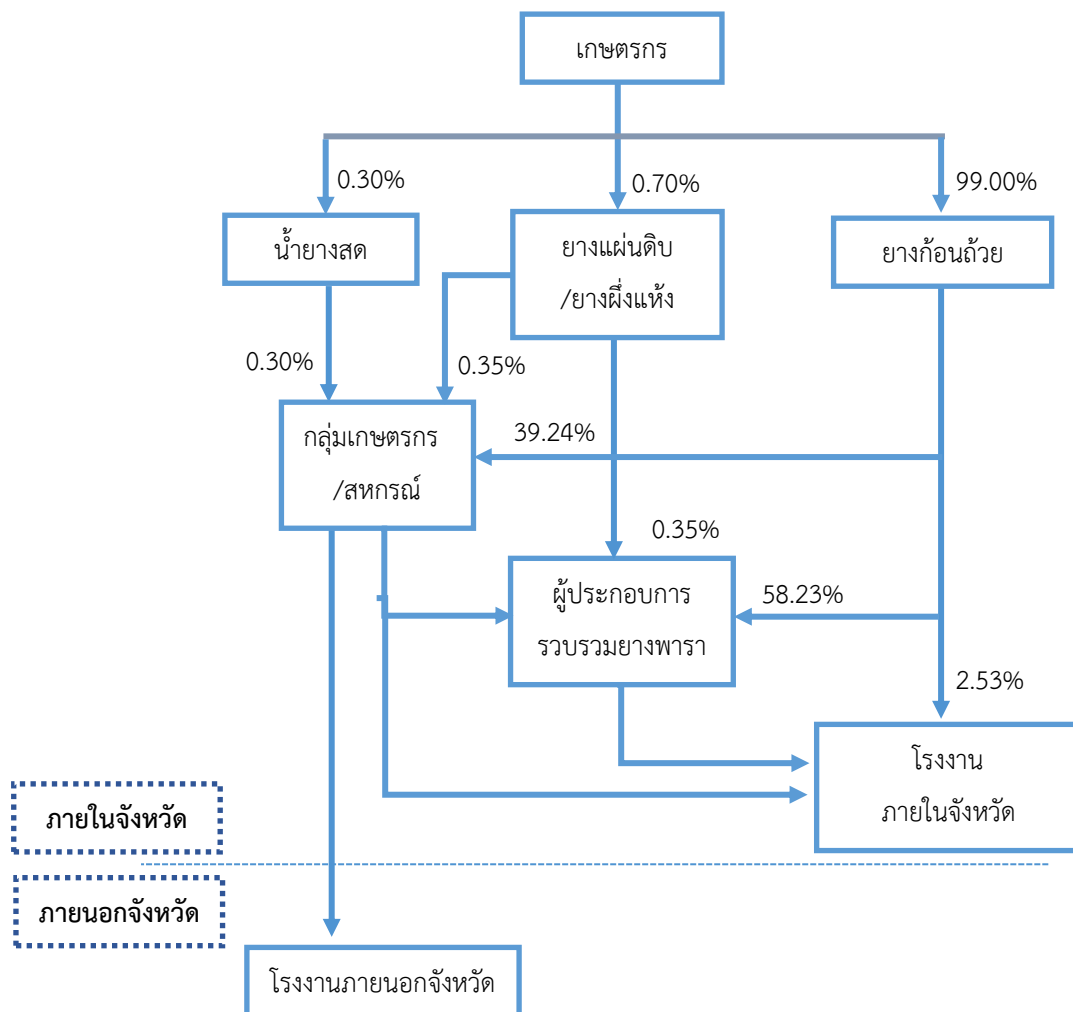 เกษตรกร
0.30%
0.70%
99.00%
น้ำยางสด
ยางแผ่นดิบ
/ยางผึ่งแห้ง
ยางก้อนถ้วย
0.30%
0.35%
กลุ่มเกษตรกร
/สหกรณ์
39.24%
0.35%
ผู้ประกอบการ
รวบรวมยางพารา
58.23%
2.53%
โรงงาน
ภายในจังหวัด
ภายในจังหวัด
ภายนอกจังหวัด
โรงงานภายนอกจังหวัด